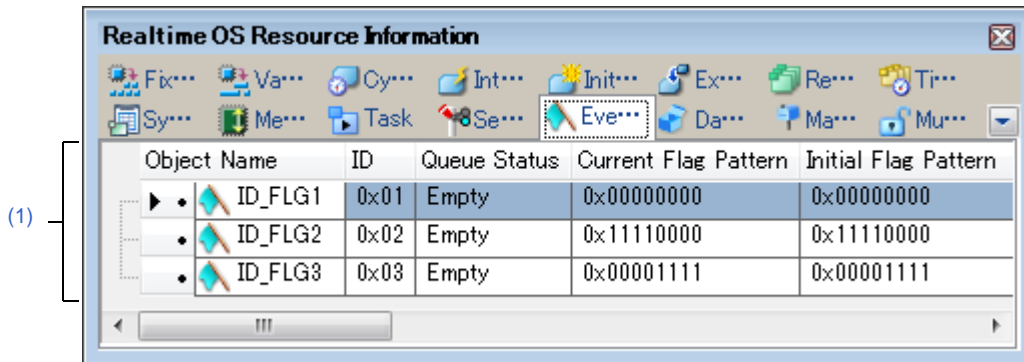 Realtime OS Resource Information
Fix··· Va··· Cy··· Int··· Init··· Ex··· Re··· Ti···
Sy··· Me··· Task Se··· Eve··· Da··· Ma··· Mu···
Object Name ID Queue Status Current Flag Pattern Initial Flag Pattern
(1)
ID_FLG1 0x01 Empty 0x00000000 0x00000000
ID_FLG2 0x02 Empty 0x11110000 0x11110000
ID_FLG3 0x03 Empty 0x00001111 0x00001111